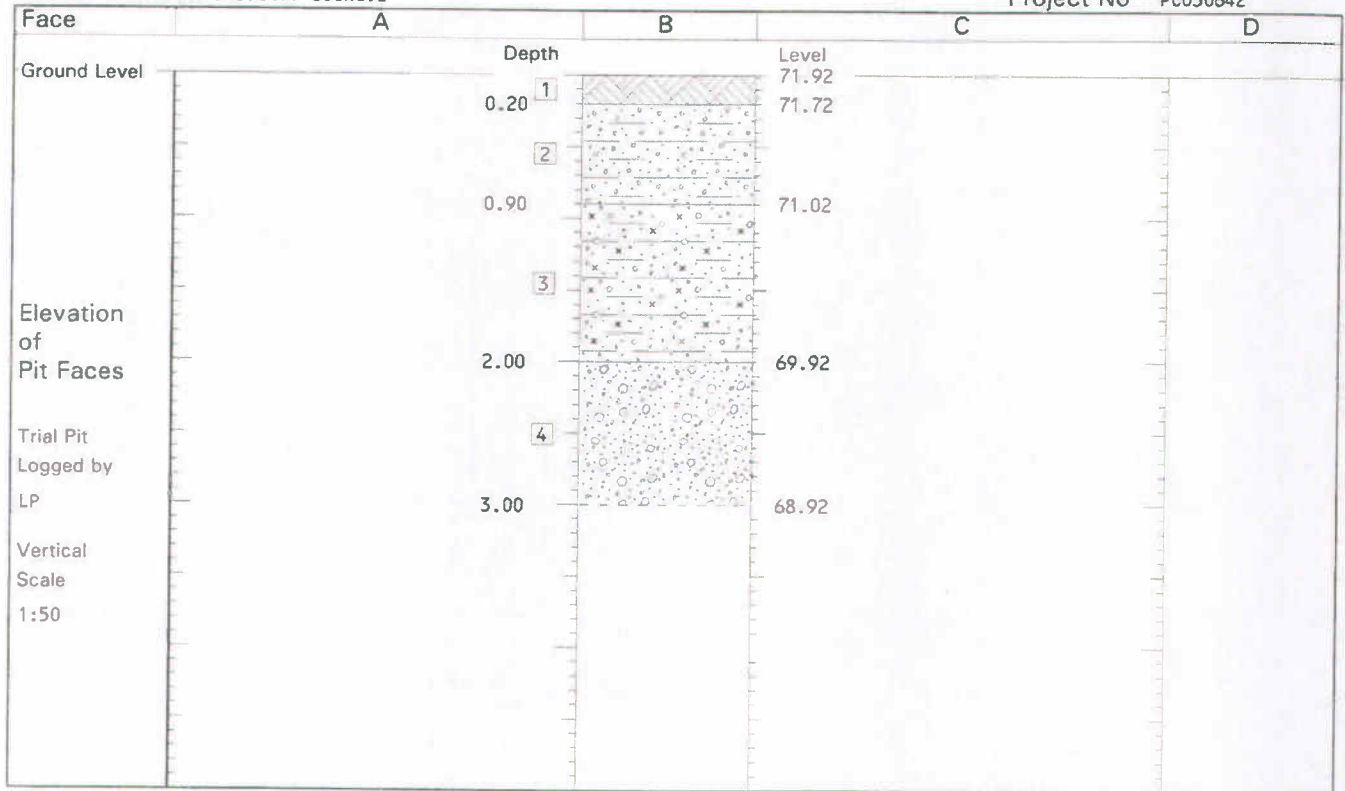 Project No PC050842
Face A B C D
Depth Level
Ground Level 71.92
1
0.20 71.72
2
0.90 71.02
3
Elevation
of
Pit Faces
2.00 69.92
Trial Pit
4
Logged by
LP
3.00 68.92
Vertical
Scale
1:50